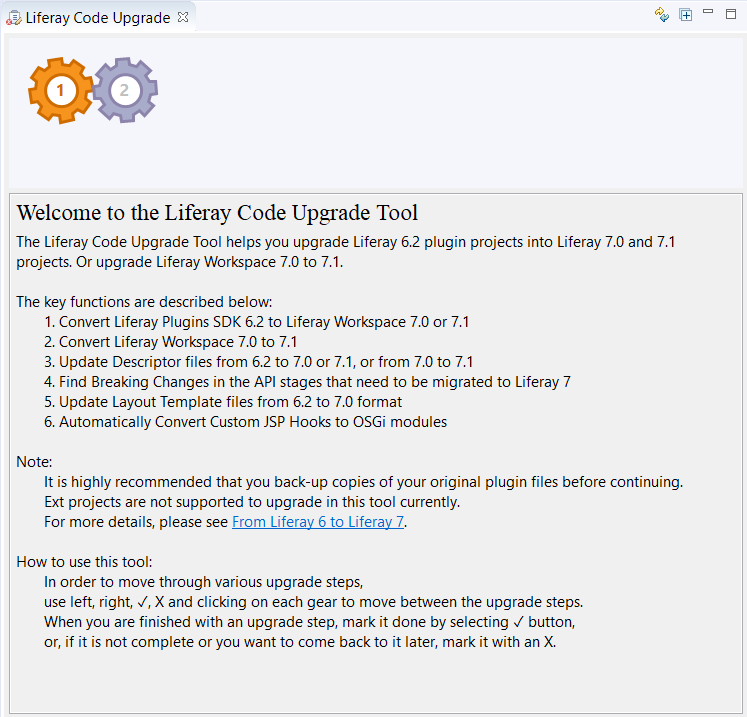 Liferay Code Upgrade
1
2
Welcome to the Liferay Code Upgrade Tool
The Liferay Code Upgrade Tool helps you upgrade Liferay 6.2 plugin projects into Liferay 7.0 and 7.1
projects. Or upgrade Liferay Workspace 7.0 to 7.1.
The key functions are described below:
1. Convert Liferay Plugins SDK 6.2 to Liferay Workspace 7.0 or 7.1
2. Convert Liferay Workspace 7.0 to 7.1
3. Update Descriptor files from 6.2 to 7.0 or 7.1, or from 7.0 to 7.1
4. Find Breaking Changes in the API stages that need to be migrated to Liferay 7
5. Update Layout Template files from 6.2 to 7.0 format
6. Automatically Convert Custom JSP Hooks to OSGi modules
Note:
It is highly recommended that you back-up copies of your original plugin files before continuing.
Ext projects are not supported to upgrade in this tool currently.
For more details, please see From Liferay 6 to Liferay 7.
How to use this tool:
In order to move through various upgrade steps,
use left, right, ✓, X and clicking on each gear to move between the upgrade steps.
When you are finished with an upgrade step, mark it done by selecting ✓ button,
or, if it is not complete or you want to come back to it later, mark it with an X.